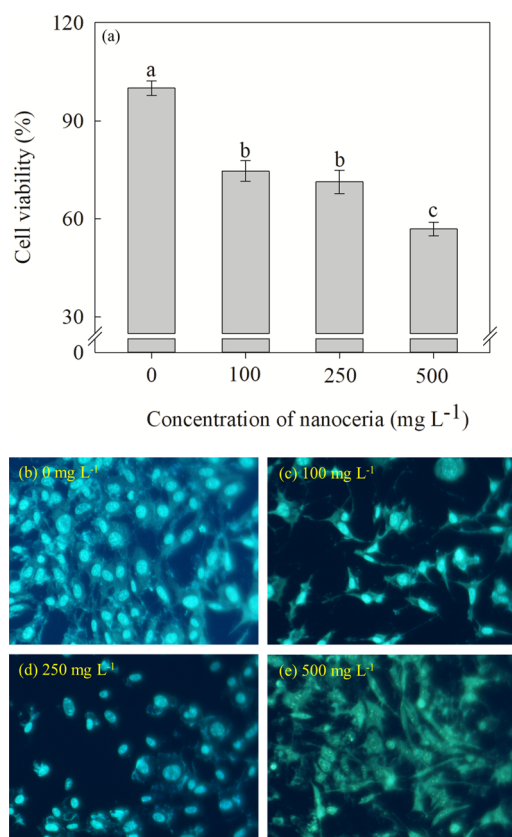 (a)
120
90
60
30
0
Cell viability (%)
a
b
b
c
0 100 250 500
Concentration of nanoceria (mg L-1)
(b) 0 mg L-1
(c) 100 mg L-1
(d) 250 mg L-1
(e) 500 mg L-1